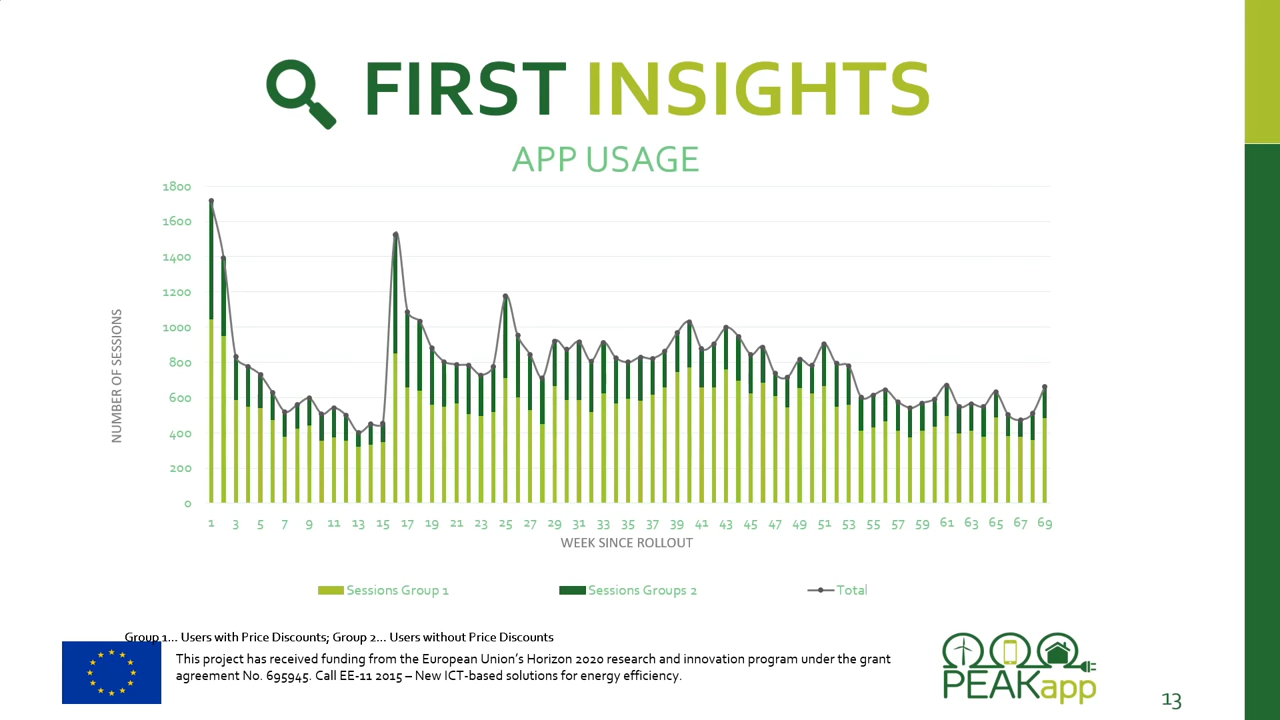 FIRST INSIGHTS
APP USAGE
1800
1600
1400
1200
1000
800
600
400
200
0
NUMBER OF SESSIONS
1 3 5 7 9 11 13 15 17 19 21 23 25 27 29 31 33 35 37 39 41 43 45 47 49 51 53 55 57 59 61 63 65 67 69
WEEK SINCE ROLLOUT
Sessions Group 1 Sessions Groups 2 Total
Group 1... Users with Price Discounts; Group 2... Users without Price Discounts
This project has received funding from the European Union’s Horizon 2020 research and innovation program under the grant
agreement No. 695945. Call EE-11 2015 – New ICT-based solutions for energy efficiency.
PEAKapp
13